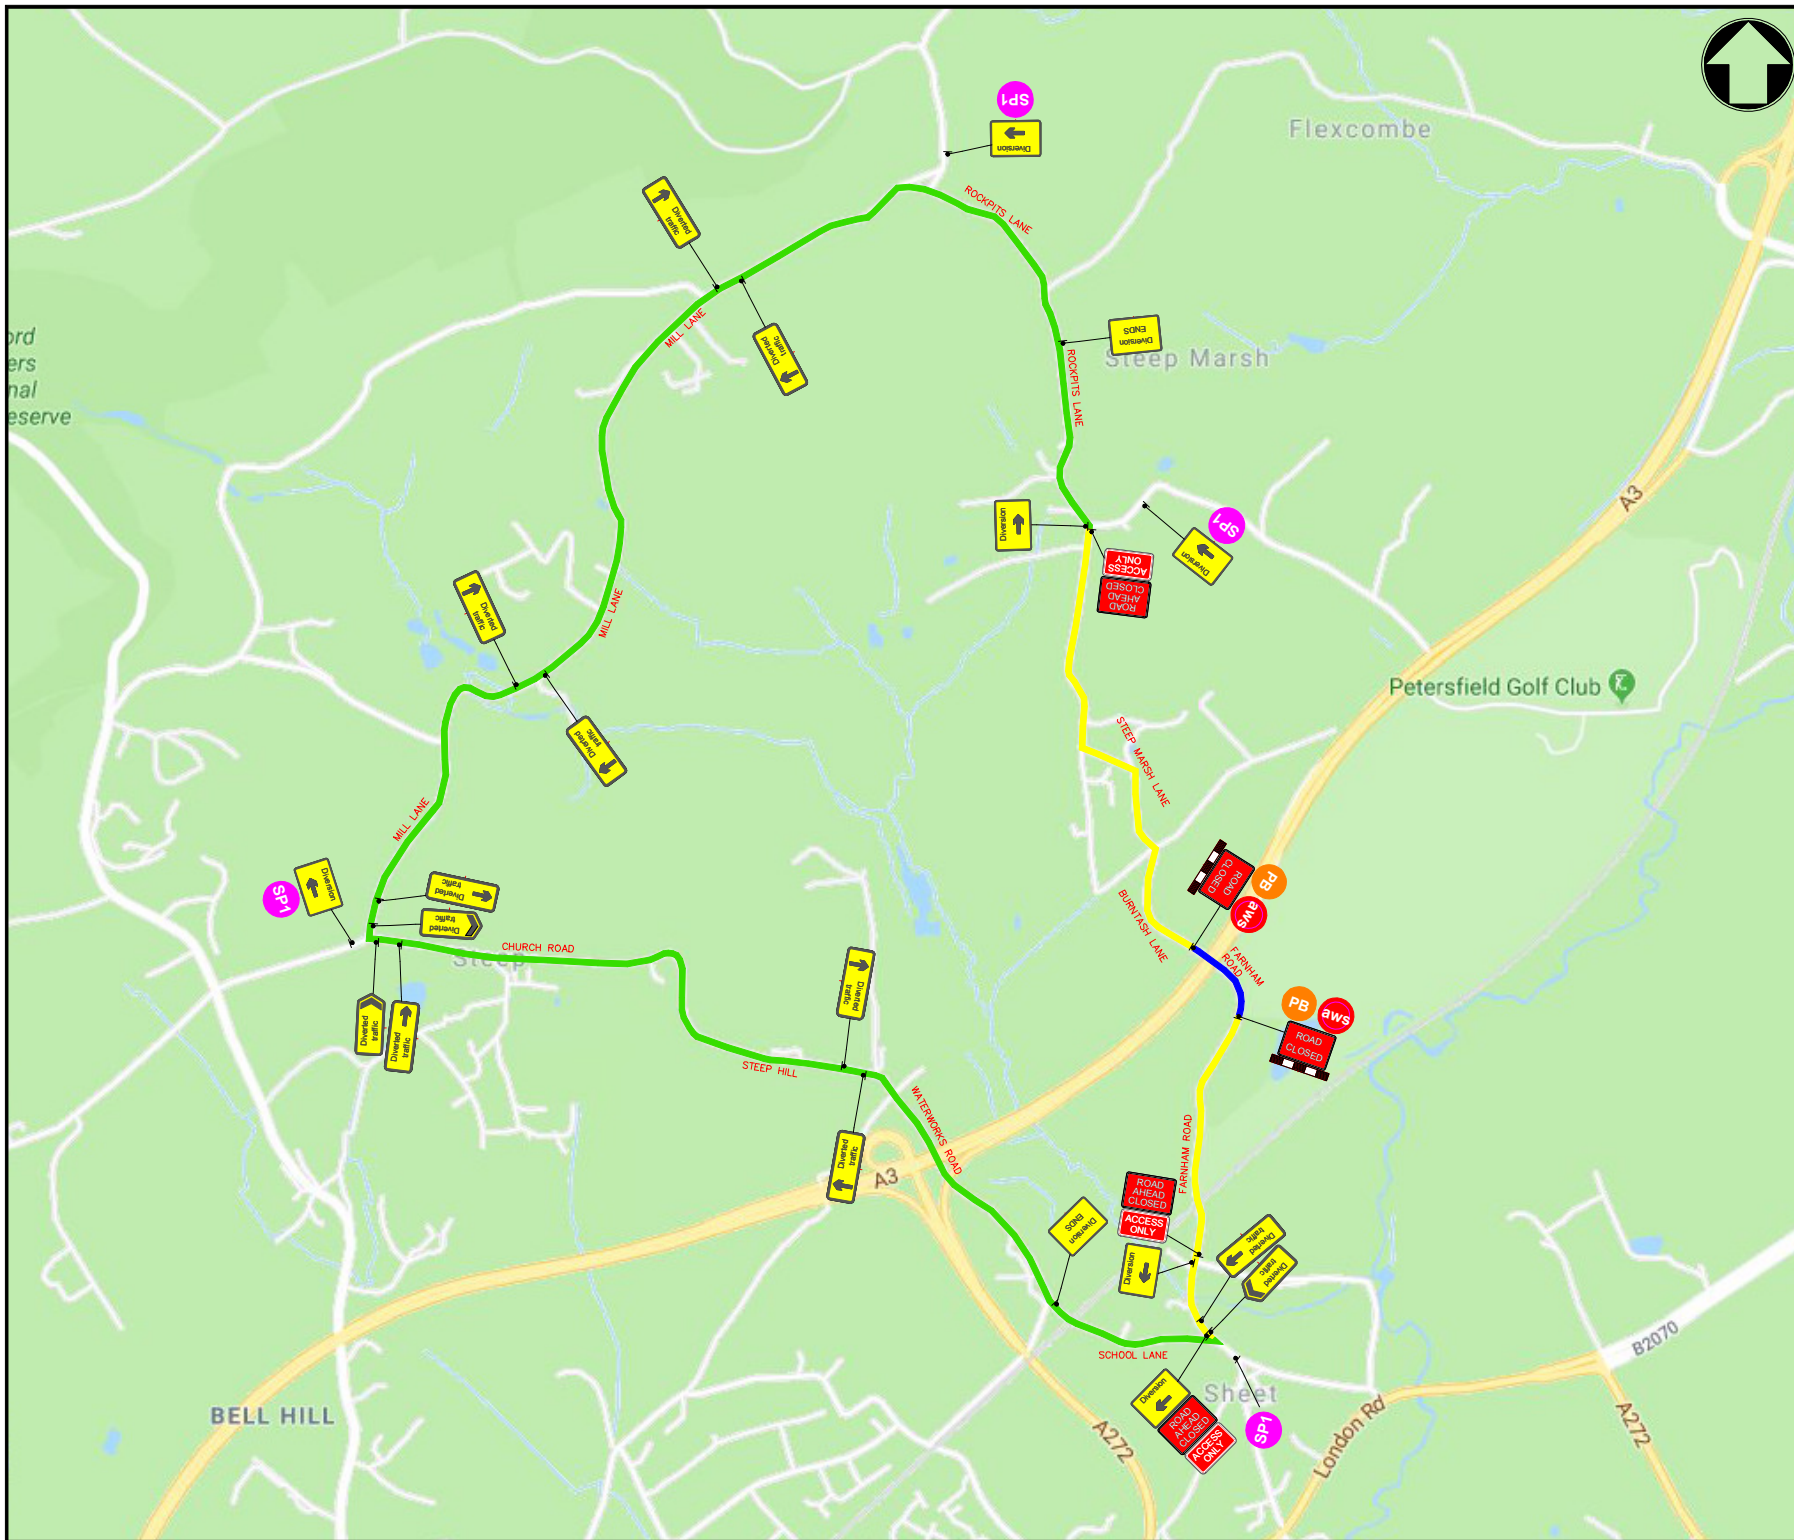 SP1
Diversion
Flexcombe
ROCKPITS LANE
Diverted
traffic
MILL LANE
Diverted
traffic
Diversion
ENDS
Steep Marsh
ROCKPITS LANE
ord
ers
nal
eserve
A3
Diversion
SP1
Diversion
ACCESS
ONLY
ROAD
AHEAD
CLOSED
Diverted
traffic
MILL LANE
Petersfield Golf Club
Diverted
traffic
STEEP MARSH LANE
MILL LANE
ROAD
CLOSED
PB
aws
SP1
Diversion
Diverted
traffic
Diverted
traffic
BURNTASH LANE
CHURCH ROAD
Steep
FARNHAM
ROAD
Diverted
traffic
PB
aws
ROAD
CLOSED
Diverted
traffic
Diverted
traffic
STEEP HILL
WATERWORKS ROAD
FARNHAM ROAD
Diverted
traffic
A3
ROAD
AHEAD
CLOSED
ACCESS
ONLY
Diversion
ENDS
Diversion
Diverted
traffic
Diverted
traffic
SCHOOL LANE
B2070
Diversion
ROAD
AHEAD
CLOSED
ACCESS
ONLY
Sheet
SP1
BELL HILL
A272
London Rd
A272